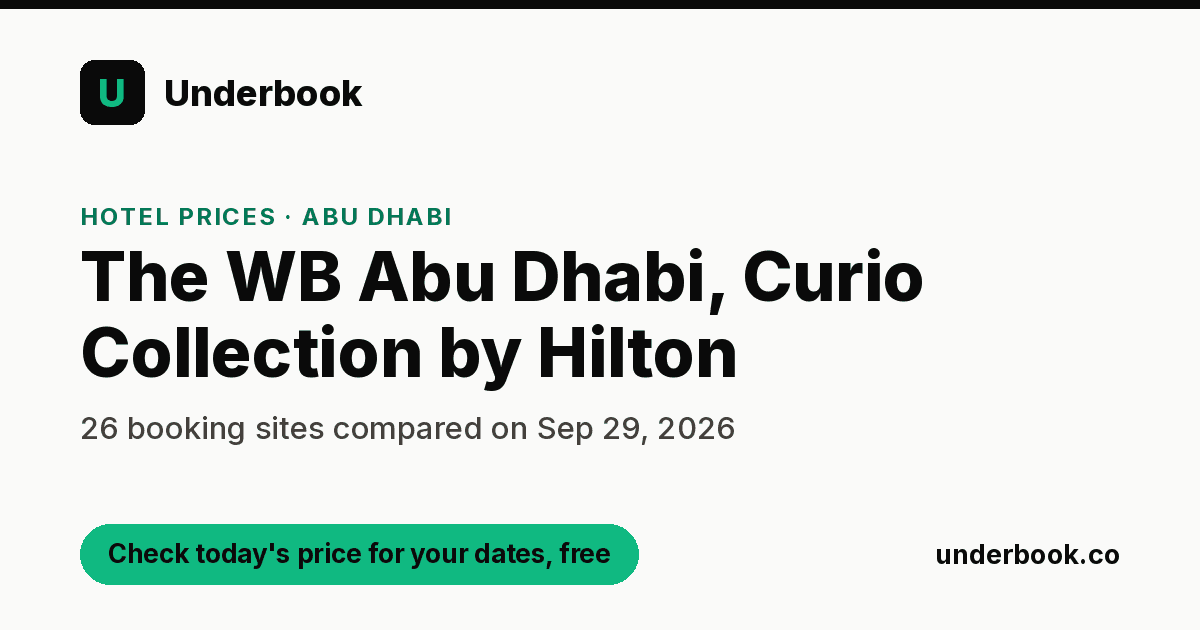 U Underbook
HOTEL PRICES · ABU DHABI
The WB Abu Dhabi, Curio
Collection by Hilton
26 booking sites compared on Sep 29, 2026
Check today's price for your dates, free
underbook.co